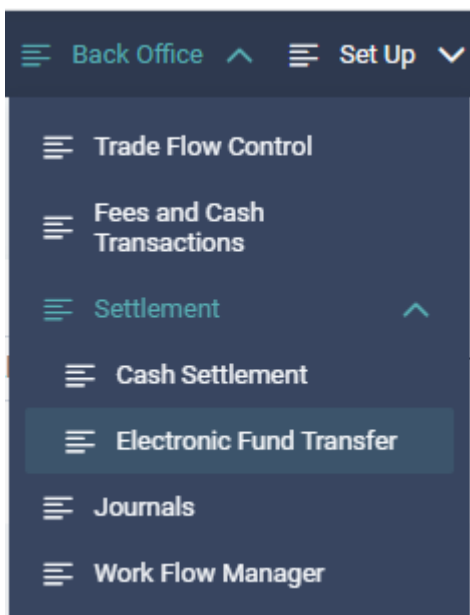 Back Office Set Up
Trade Flow Control
Fees and Cash
Transactions
Settlement
Cash Settlement
Electronic Fund Transfer
Journals
Work Flow Manager